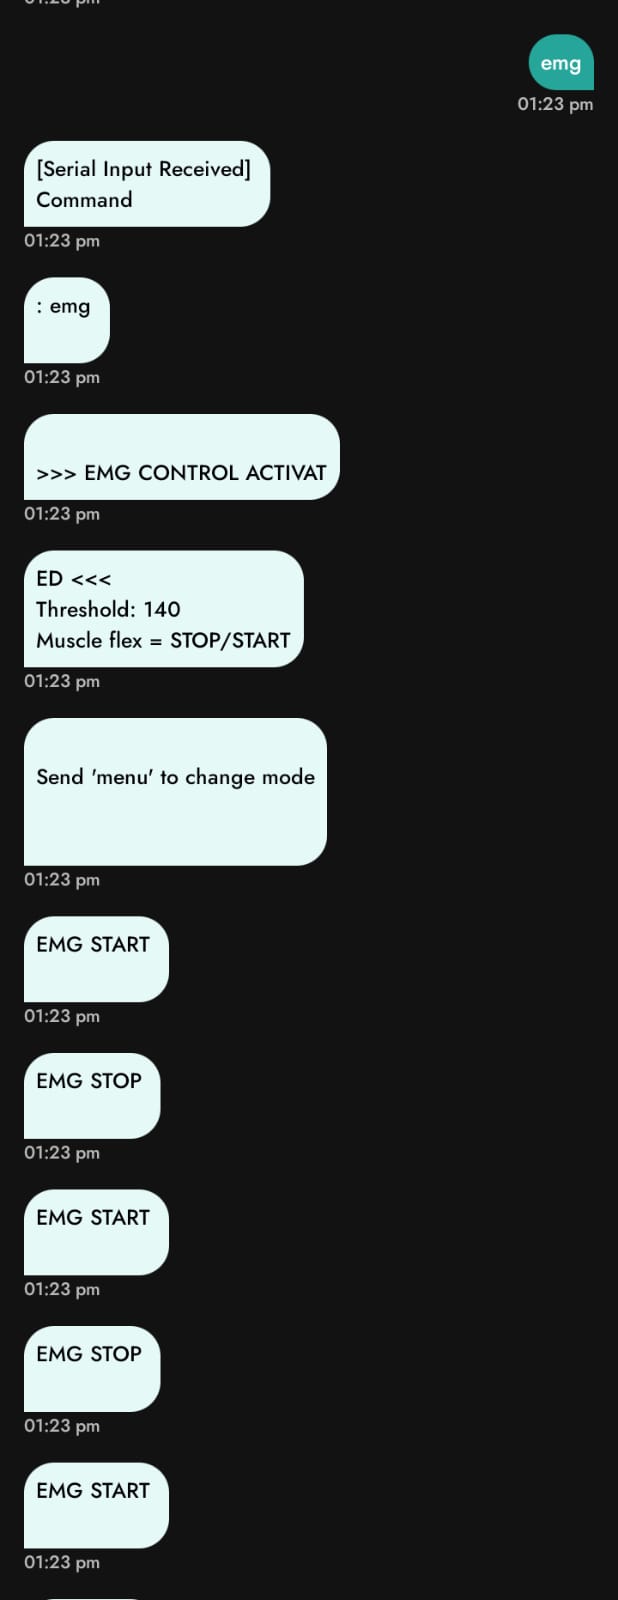 01:23 pm
emg
01:23 pm
[Serial Input Received]
Command
01:23 pm
: emg
01:23 pm
>>> EMG CONTROL ACTIVAT
01:23 pm
ED <<<
Threshold: 140
Muscle flex = STOP/START
01:23 pm
Send 'menu' to change mode
01:23 pm
EMG START
01:23 pm
EMG STOP
01:23 pm
EMG START
01:23 pm
EMG STOP
01:23 pm
EMG START
01:23 pm